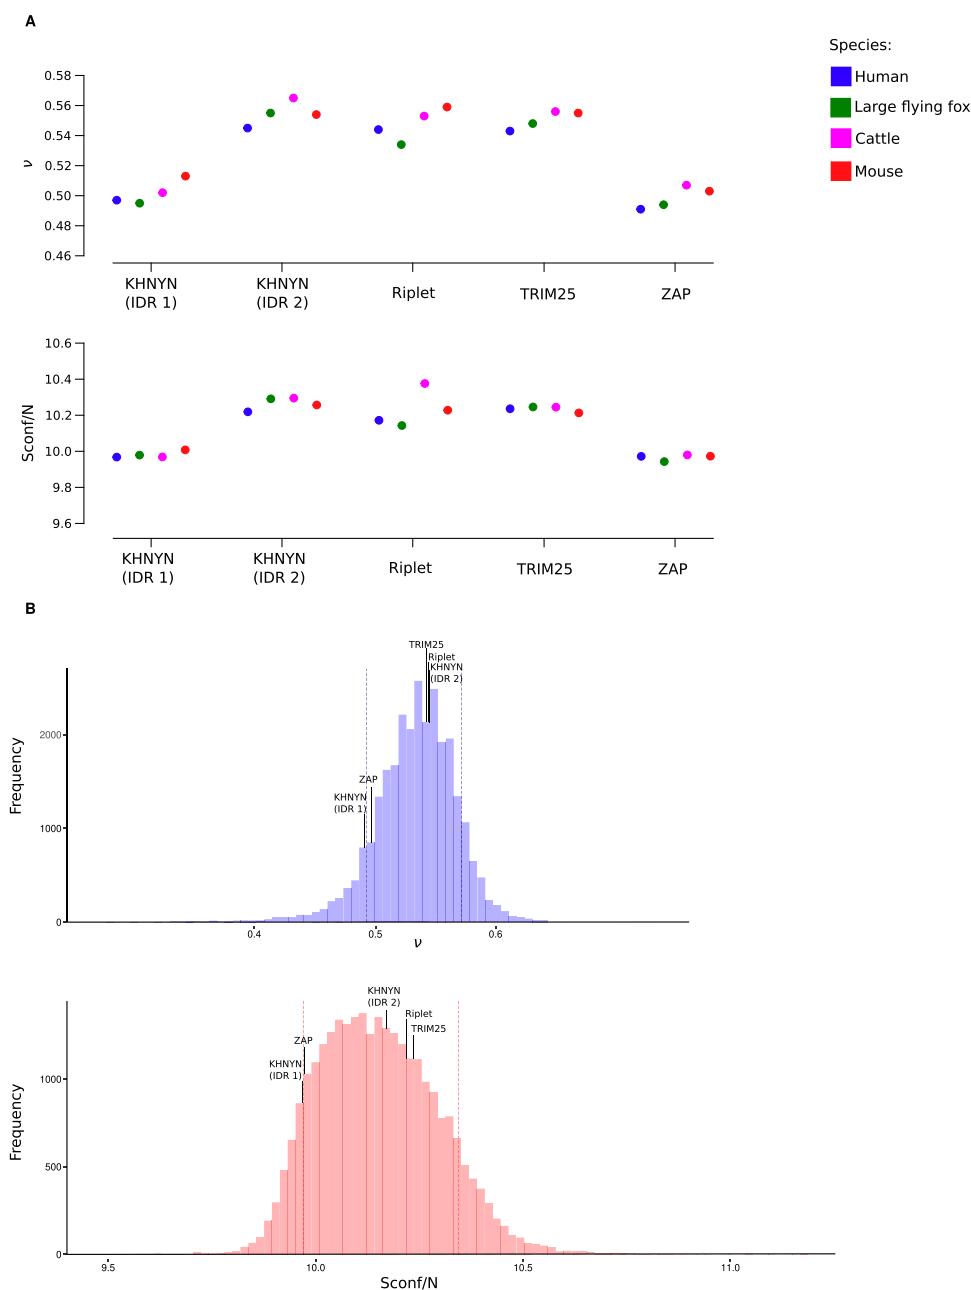 A
Species:
Human
Large flying fox
Cattle
Mouse
0.58
0.56
0.54
0.52
0.50
0.48
0.46
ν
KHNYN
(IDR 1)
KHNYN
(IDR 2)
Riplet
TRIM25
ZAP
10.6
10.4
10.2
10.0
9.8
9.6
Sconf/N
KHNYN
(IDR 1)
KHNYN
(IDR 2)
Riplet
TRIM25
ZAP
B
TRIM25
Riplet
KHNYN
(IDR 2)
ZAP
KHNYN
(IDR 1)
Frequency
2000
1000
0
0.4
0.5
0.6
ν
KHNYN
(IDR 2)
Riplet
TRIM25
ZAP
KHNYN
(IDR 1)
Frequency
1000
500
0
9.5
10.0
10.5
11.0
Sconf/N